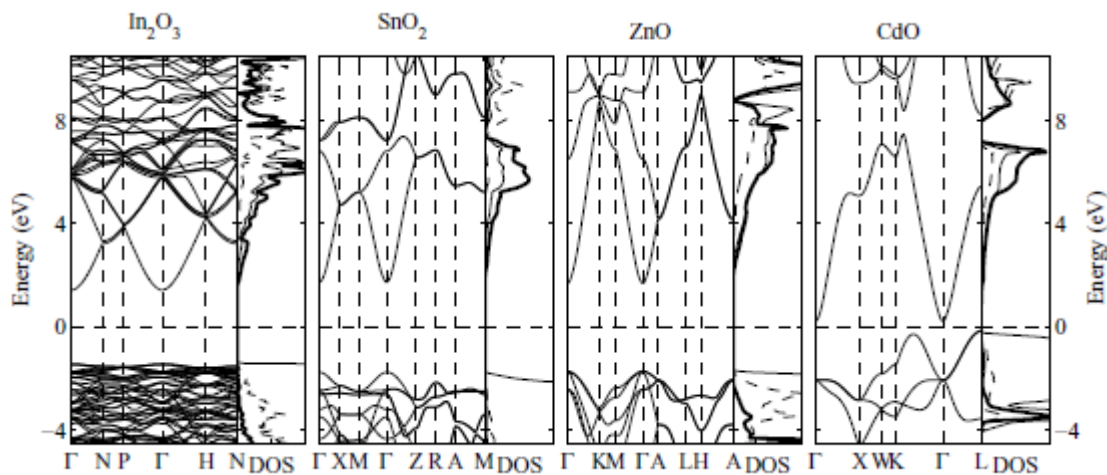 In2O3 SnO2 ZnO CdO
Energy (eV)
8
4
0
−4
Γ N P Γ H N DOS
Γ X M Γ Z R A M DOS
Γ K M Γ A L H A DOS
Γ X W K Γ L DOS
8
4
0
−4
Energy (eV)